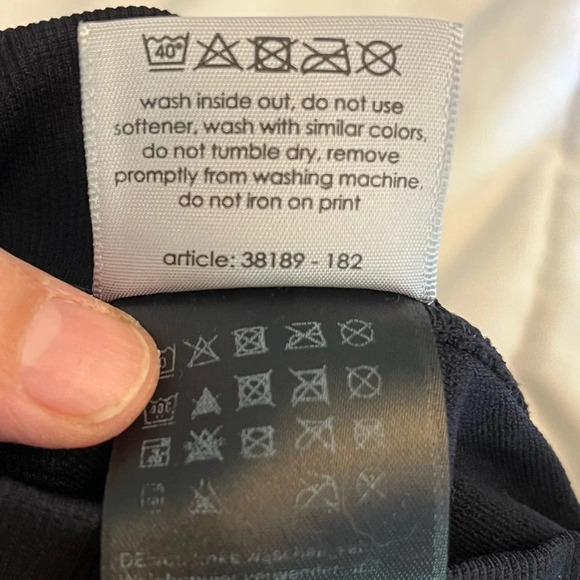 40°
wash inside out, do not use
softener, wash with similar colors,
do not tumble dry, remove
promptly from washing machine,
do not iron on print
article: 38189 - 182